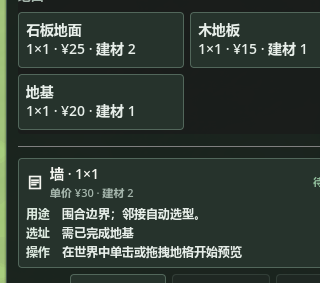 石板地面
1×1 · ¥25 · 建材 2
木地板
1×1 · ¥15 · 建材 1
地基
1×1 · ¥20 · 建材 1
墙 · 1×1
单价 ¥30 · 建材 2
待
用途 围合边界；邻接自动选型。
选址 需已完成地基
操作 在世界中单击或拖拽地格开始预览